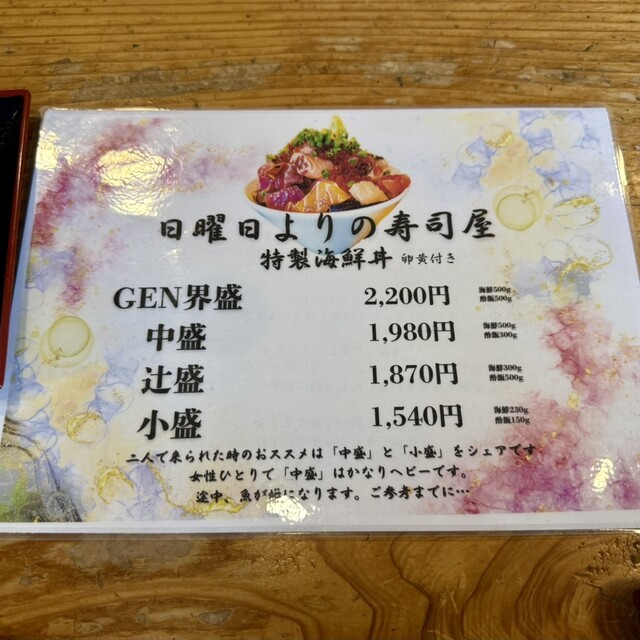 日曜日よりの寿司屋
特製海鮮丼 卵黄付き
GEN界盛 2,200円 海鮮500g
酢飯500g
中盛 1,980円 海鮮500g
酢飯300g
辻盛 1,870円 海鮮300g
酢飯500g
小盛 1,540円 海鮮230g
酢飯150g
二人で来られた時のおススメは「中盛」と「小盛」をシェアです
女性ひとりで「中盛」はかなりヘビーです。
途中、魚が姫になります。ご参考までに…